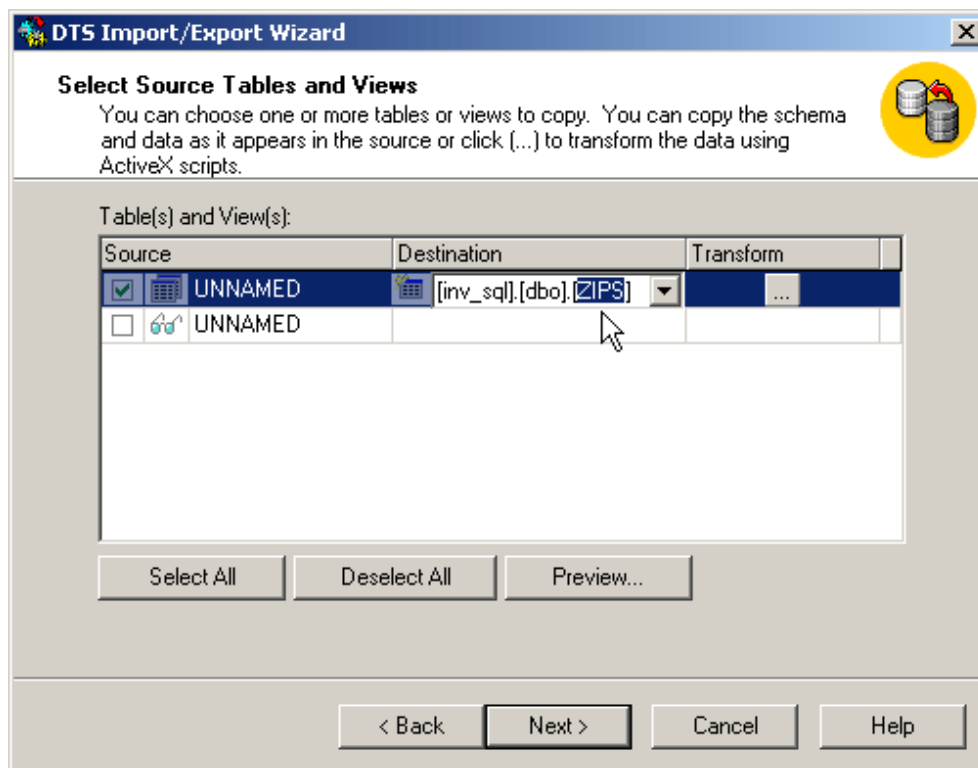 DTS Import/Export Wizard
Select Source Tables and Views
You can choose one or more tables or views to copy. You can copy the schema
and data as it appears in the source or click (...) to transform the data using
ActiveX scripts.
Table(s) and View(s):
Source Destination Transform
UNNAMED [inv_sql].[dbo].[ZIPS] ...
UNNAMED
Select All Deselect All Preview...
< Back Next > Cancel Help